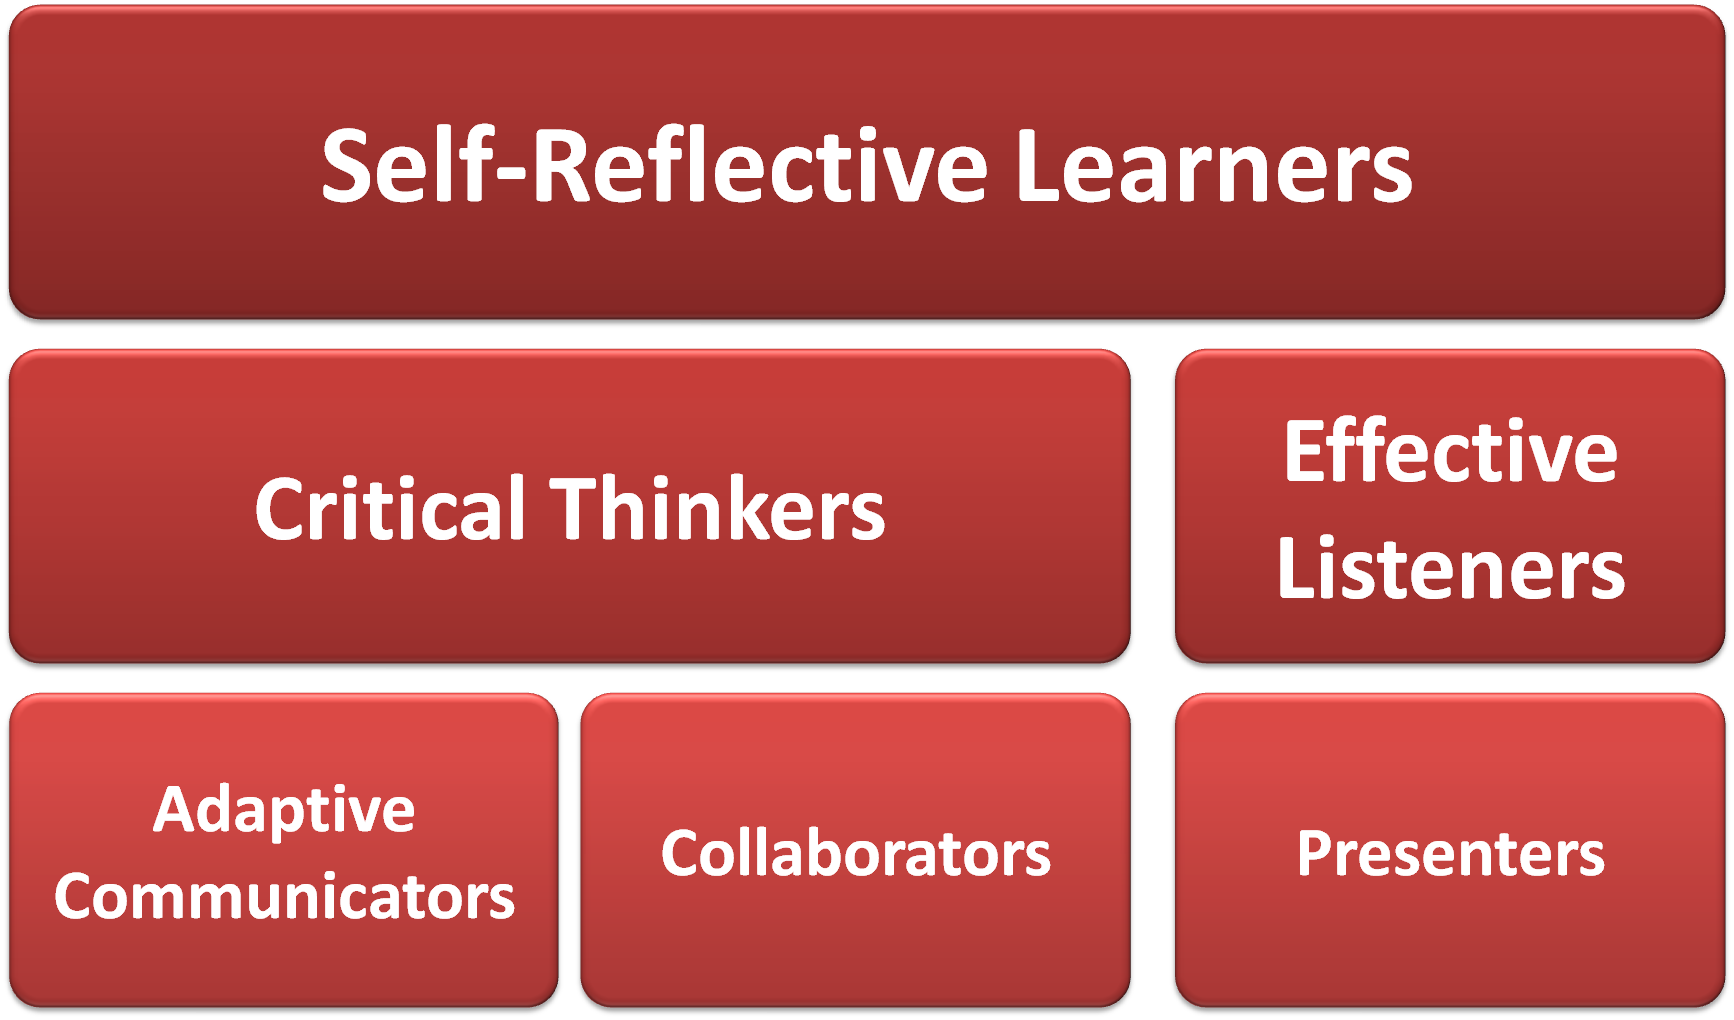 Self-Reflective Learners
Critical Thinkers
Effective
Listeners
Adaptive
Communicators
Collaborators
Presenters